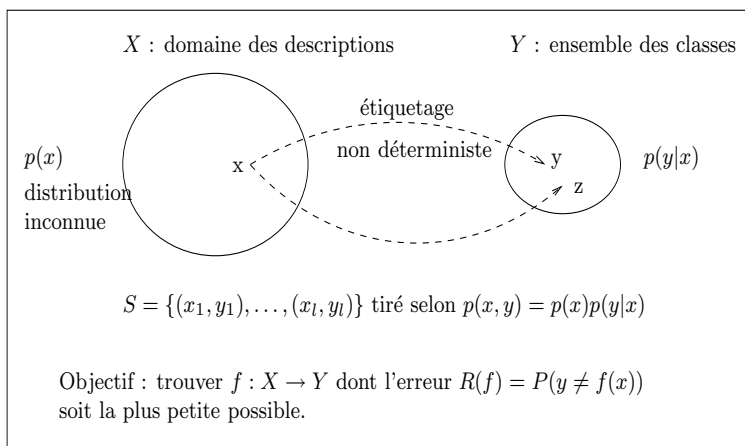 X : domaine des descriptions
Y : ensemble des classes
étiquetage
non déterministe
p(x)
distribution
inconnue
x
y
z
p(y|x)
S = {(x₁, y₁), . . . , (xₗ, yₗ)} tiré selon p(x, y) = p(x)p(y|x)
Objectif : trouver f : X → Y dont l'erreur R(f) = P(y ≠ f(x))
soit la plus petite possible.